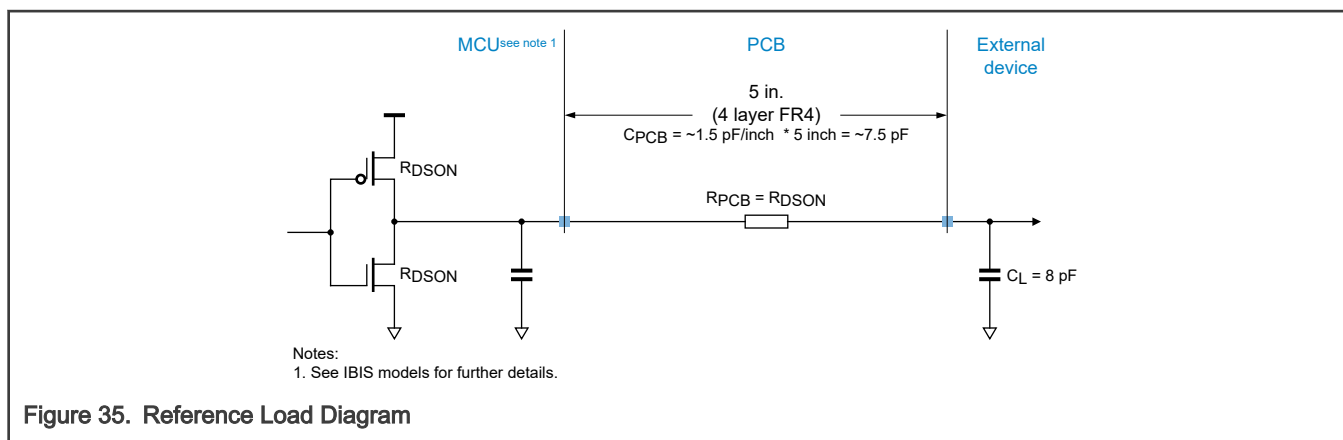 MCU see note 1
PCB
External
device
5 in.
(4 layer FR4)
CPCB = ~1.5 pF/inch * 5 inch = ~7.5 pF
RDSON
RPCB = RDSON
RDSON
CL = 8 pF
Notes:
1. See IBIS models for further details.
Figure 35. Reference Load Diagram